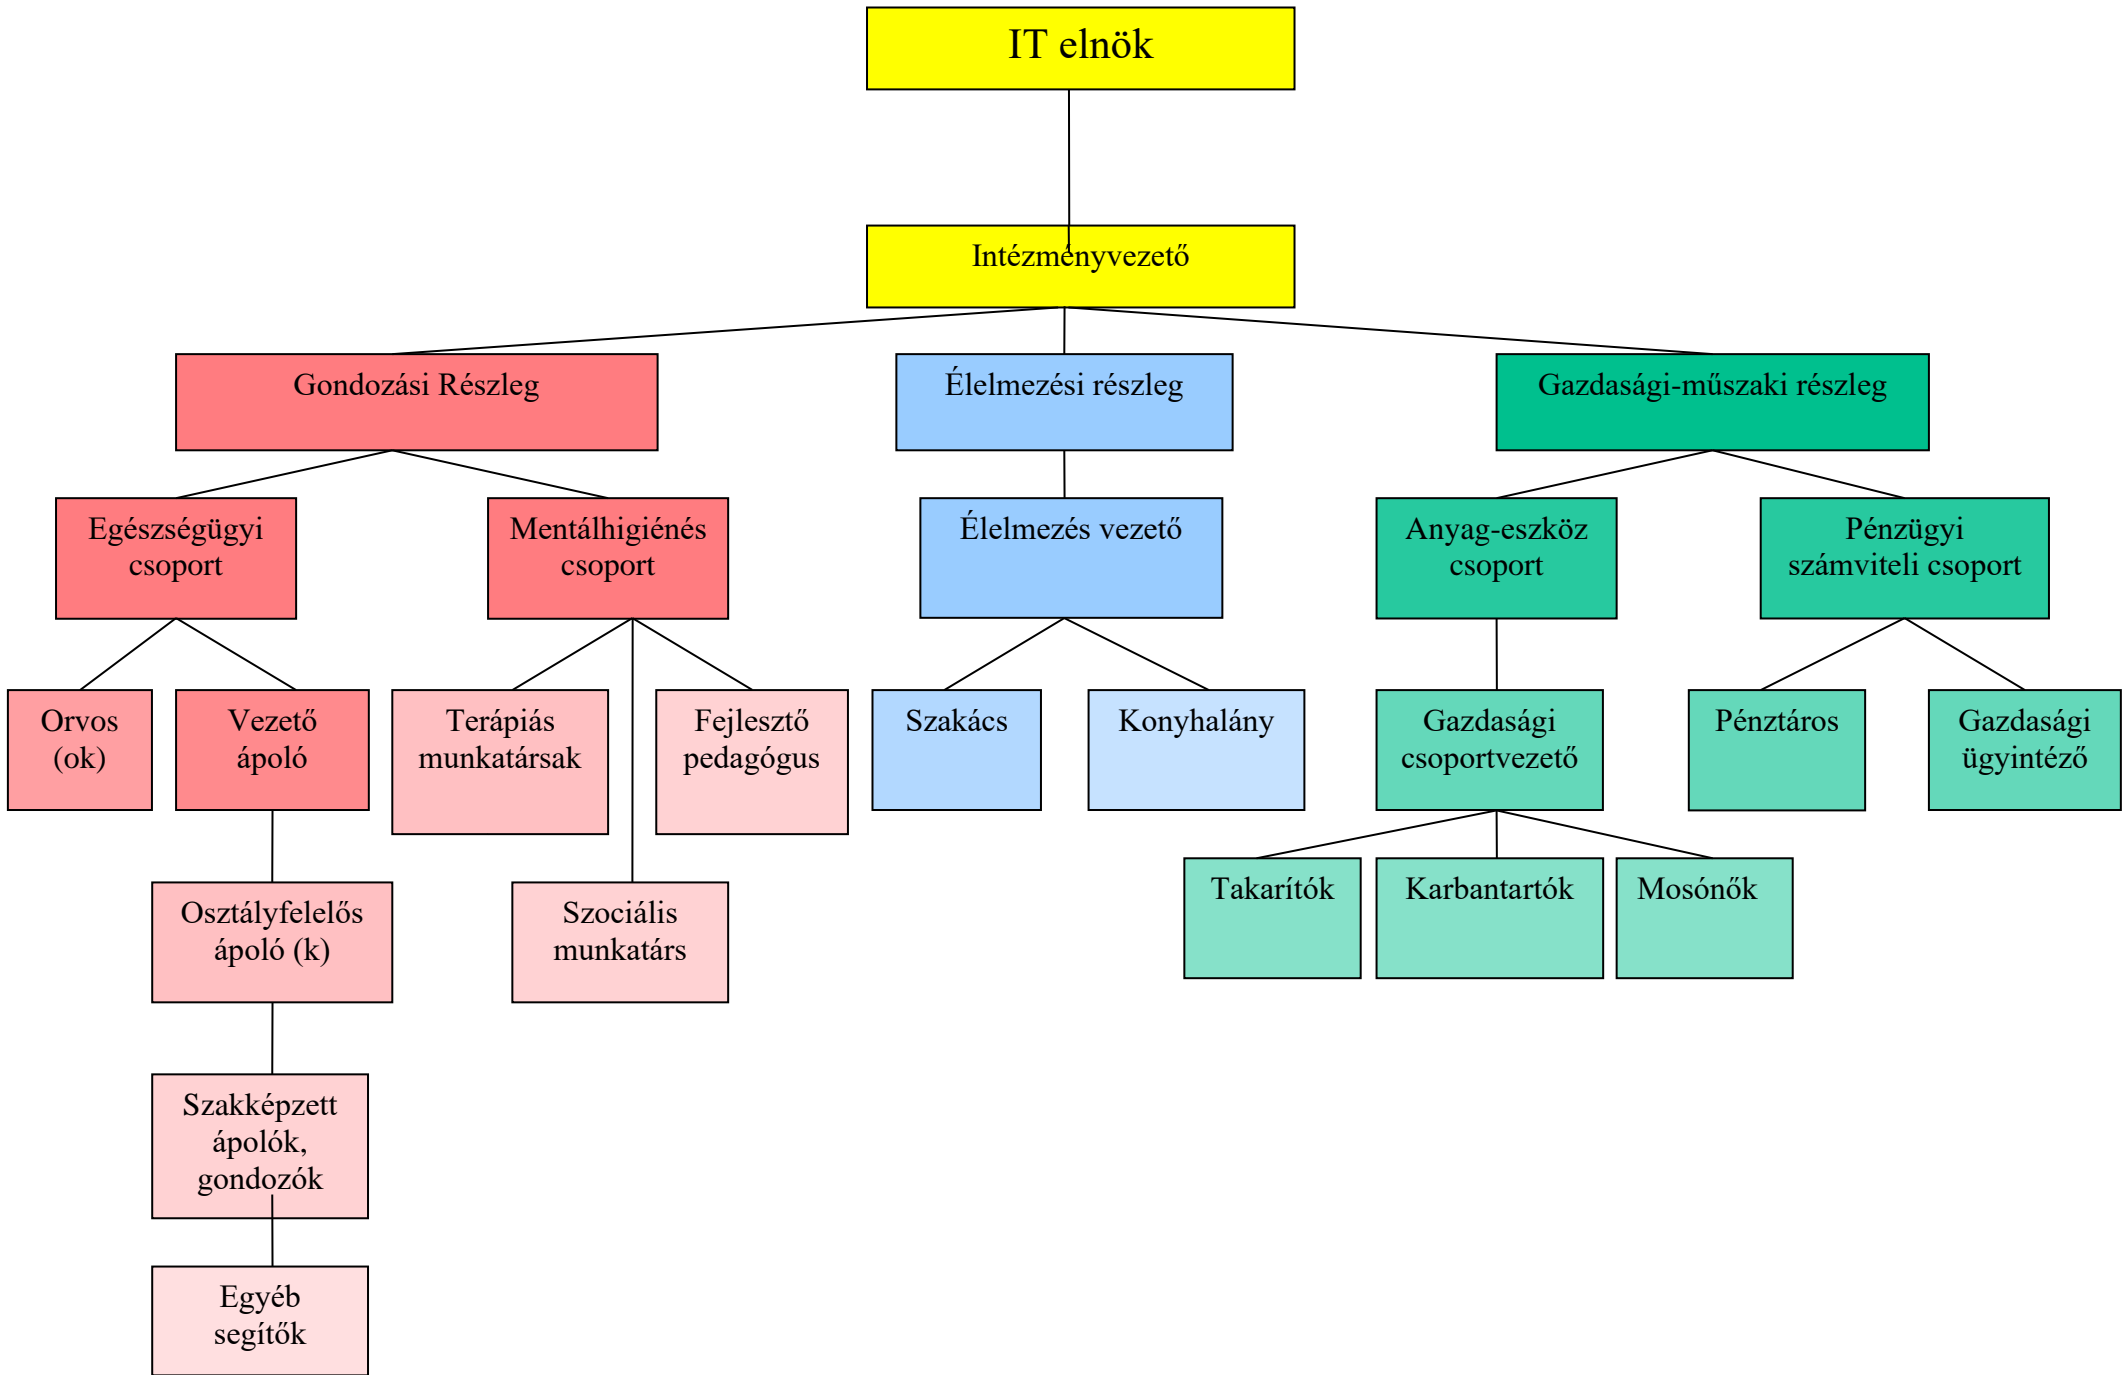 IT elnök
Intézményvezető
Gondozási Részleg
Élelmezési részleg
Gazdasági-műszaki részleg
Egészségügyi
csoport
Mentálhigiénés
csoport
Élelmezés vezető
Anyag-eszköz
csoport
Pénzügyi
számviteli csoport
Orvos
(ok)
Vezető
ápoló
Terápiás
munkatársak
Fejlesztő
pedagógus
Szakács
Konyhalány
Gazdasági
csoportvezető
Pénztáros
Gazdasági
ügyintéző
Takarítók
Karbantartók
Mosónők
Osztályfelelős
ápoló (k)
Szociális
munkatárs
Szakképzett
ápolók,
gondozók
Egyéb
segítők